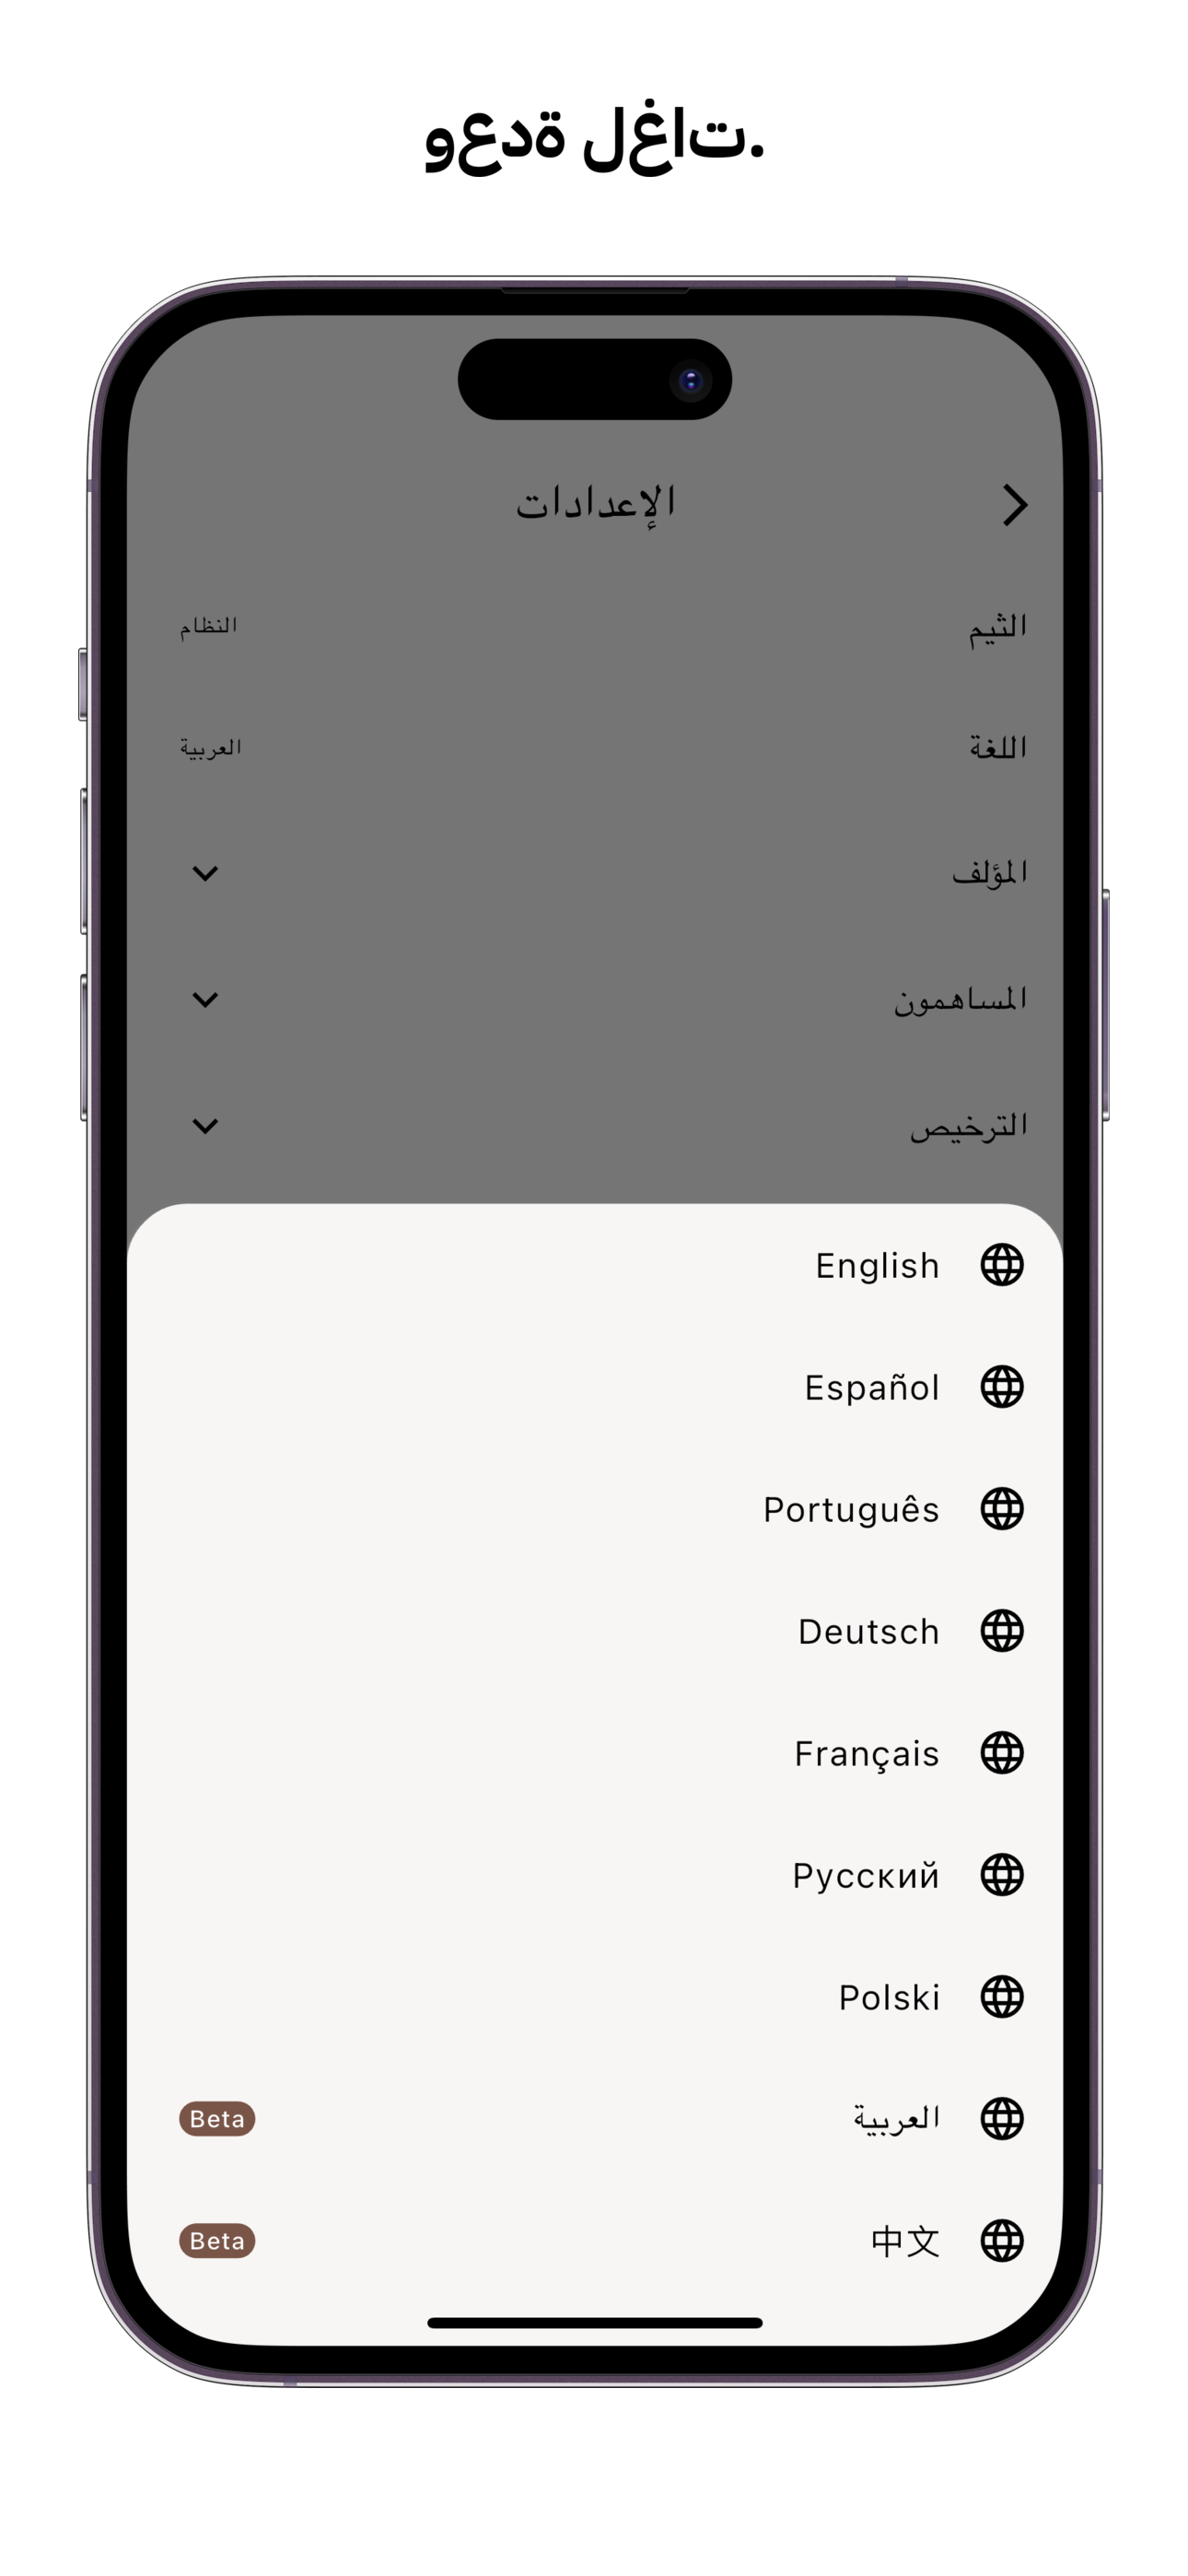 وعدة لغات.
الإعدادات
الثيم النظام
اللغة العربية
المؤلف
المساهمون
الترخيص
English
Español
Português
Deutsch
Français
Русский
Polski
العربية Beta
中文 Beta